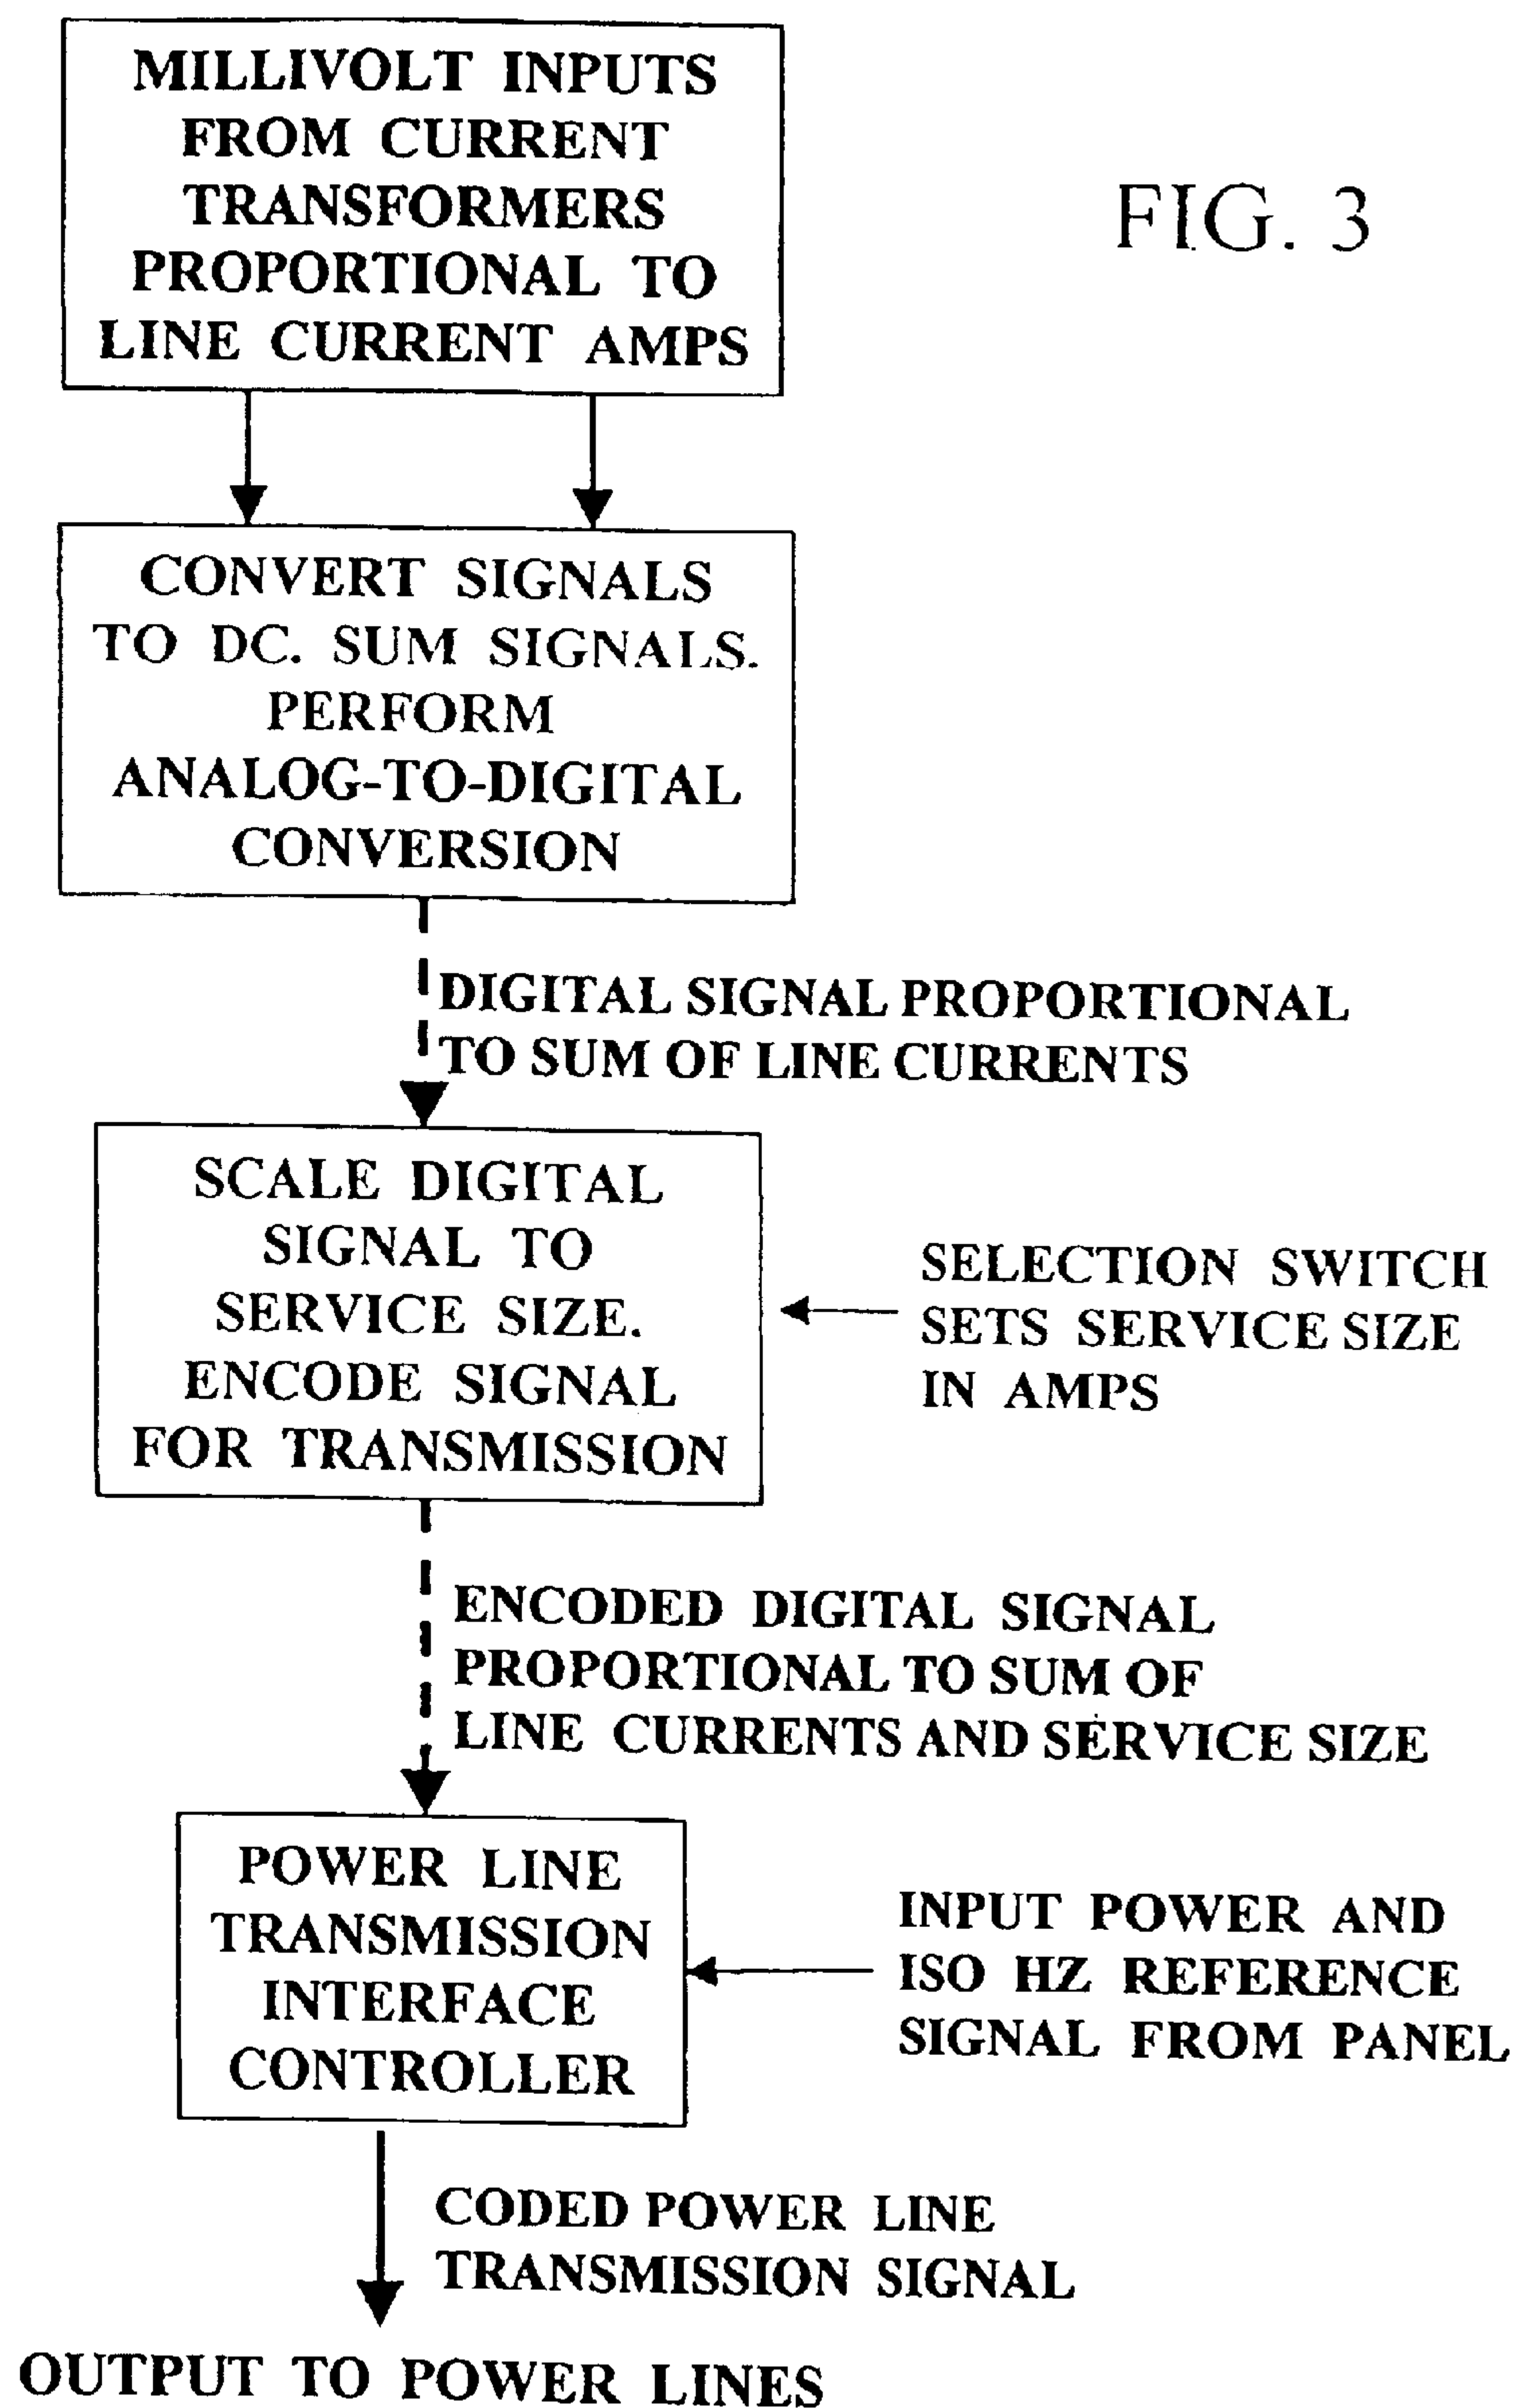 MILLIVOLT INPUTS
FROM CURRENT
TRANSFORMERS
PROPORTIONAL TO
LINE CURRENT AMPS
FIG. 3
CONVERT SIGNALS
TO DC. SUM SIGNALS.
PERFORM
ANALOG-TO-DIGITAL
CONVERSION
DIGITAL SIGNAL PROPORTIONAL
TO SUM OF LINE CURRENTS
SCALE DIGITAL
SIGNAL TO
SERVICE SIZE.
ENCODE SIGNAL
FOR TRANSMISSION
SELECTION SWITCH
SETS SERVICE SIZE
IN AMPS
ENCODED DIGITAL SIGNAL
PROPORTIONAL TO SUM OF
LINE CURRENTS AND SERVICE SIZE
POWER LINE
TRANSMISSION
INTERFACE
CONTROLLER
INPUT POWER AND
ISO HZ REFERENCE
SIGNAL FROM PANEL
CODED POWER LINE
TRANSMISSION SIGNAL
OUTPUT TO POWER LINES